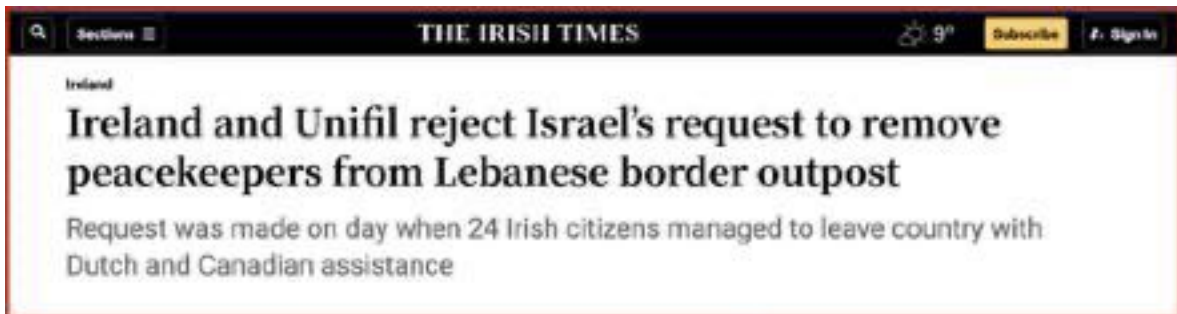 Sections
THE IRISH TIMES
9°
Subscribe
Sign In
Ireland
Ireland and Unifil reject Israel's request to remove
peacekeepers from Lebanese border outpost
Request was made on day when 24 Irish citizens managed to leave country with
Dutch and Canadian assistance